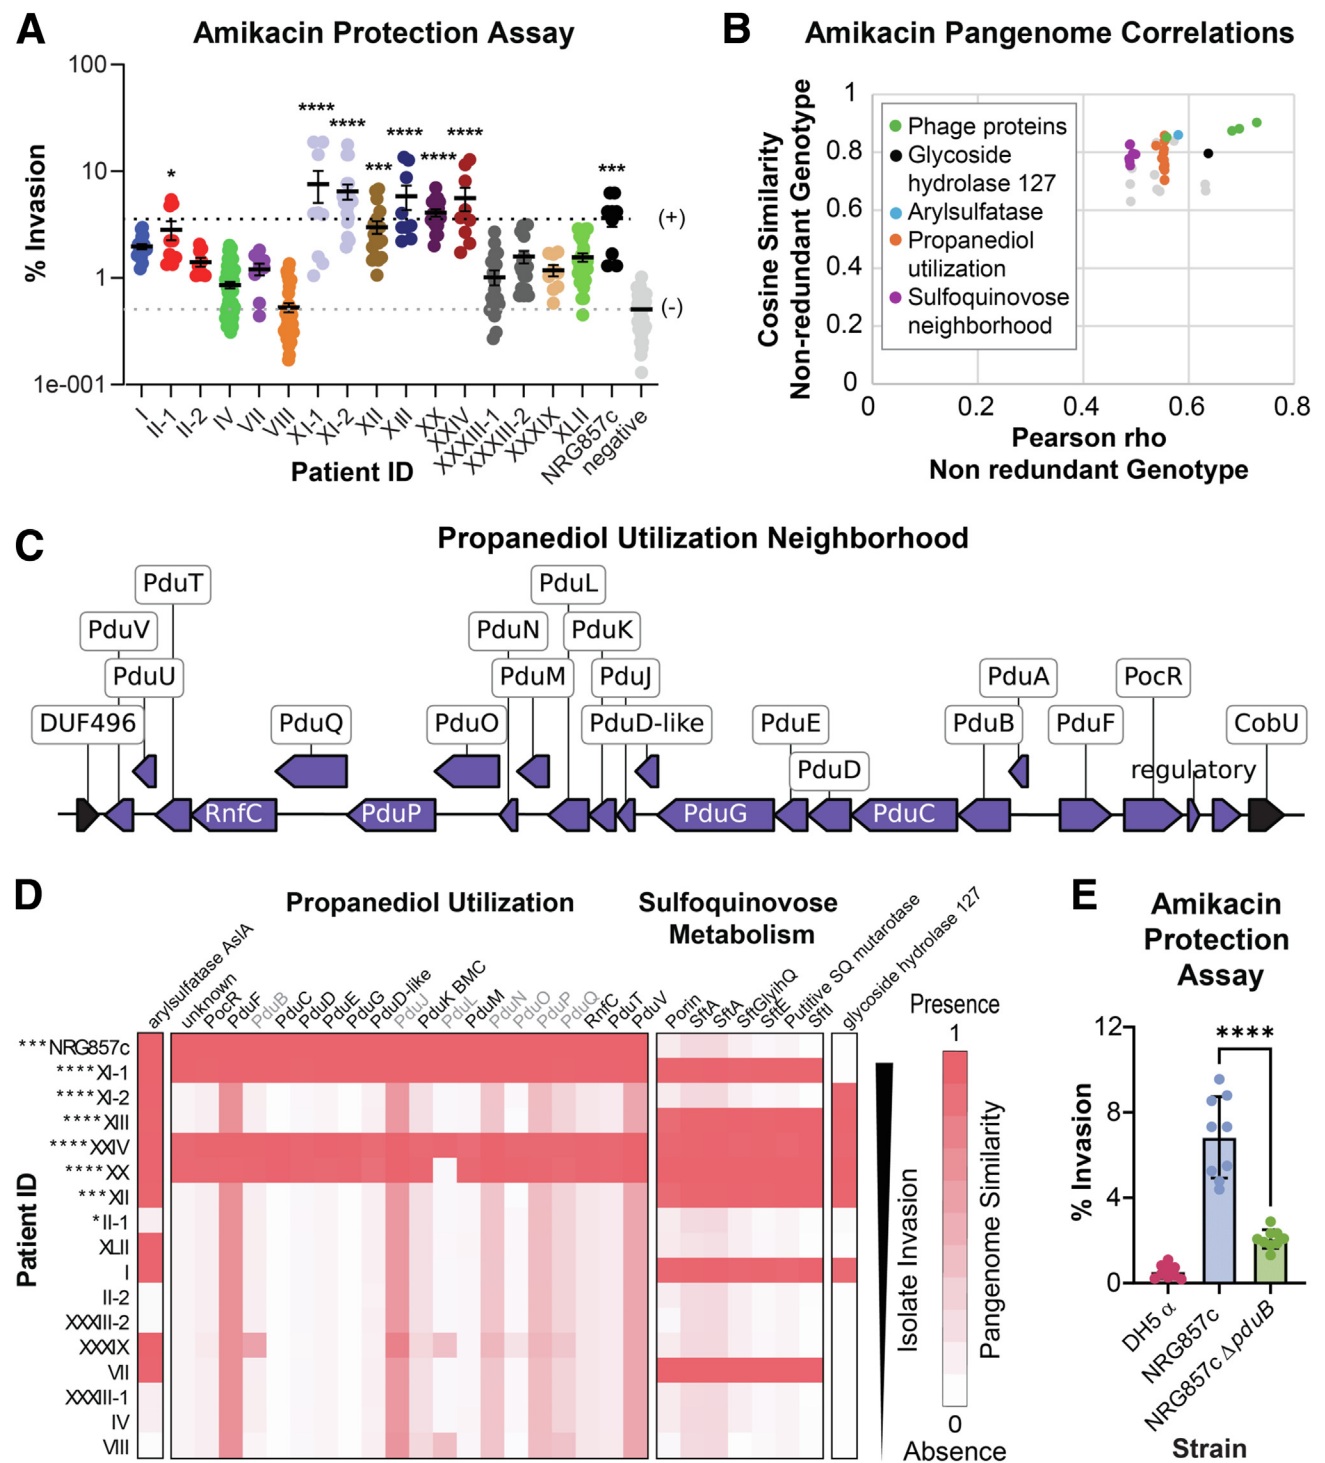 A
Amikacin Protection Assay
% Invasion
100
10
1
1e-001
*
****
****
***
****
****
****
***
(+)
(-)
I
II-1
II-2
IV
VII
VIII
XI-1
XI-2
XII
XIII
XX
XXIV
XXXIII-1
XXXIII-2
XXXIX
XLII
NRG857c
negative
Patient ID
B
Amikacin Pangenome Correlations
Cosine Similarity
Non-redundant Genotype
1
0.8
0.6
0.4
0.2
0
Phage proteins
Glycoside
hydrolase 127
Arylsulfatase
Propanediol
utilization
Sulfoquinovose
neighborhood
0
0.2
0.4
0.6
0.8
Pearson rho
Non redundant Genotype
C
Propanediol Utilization Neighborhood
PduT
PduL
PduV
PduN
PduK
PduU
PduM
PduJ
PduA
PocR
DUF496
PduQ
PduO
PduD-like
PduE
PduB
PduF
CobU
PduD
regulatory
RnfC
PduP
PduG
PduC
D
Propanediol Utilization
Sulfoquinovose
Metabolism
arylsulfatase AslA
unknown
PocR
PduF
PduB
PduC
PduD
PduE
PduG
PduD-like
PduJ
PduK BMC
PduL
PduM
PduN
PduO
PduP
PduQ
RnfC
PduT
PduV
Porin
SftA
SftA
SftGlyihQ
SftE
Putitive SQ mutarotase
SftI
glycoside hydrolase 127
Patient ID
***NRG857c
****XI-1
****XI-2
****XIII
****XXIV
****XX
***XII
*II-1
XLII
I
II-2
XXXIII-2
XXXIX
VII
XXXIII-1
IV
VIII
Isolate Invasion
Presence
1
Pangenome Similarity
0
Absence
E
Amikacin
Protection
Assay
% Invasion
12
8
4
0
****
DH5 α
NRG857c
NRG857c ΔpduB
Strain